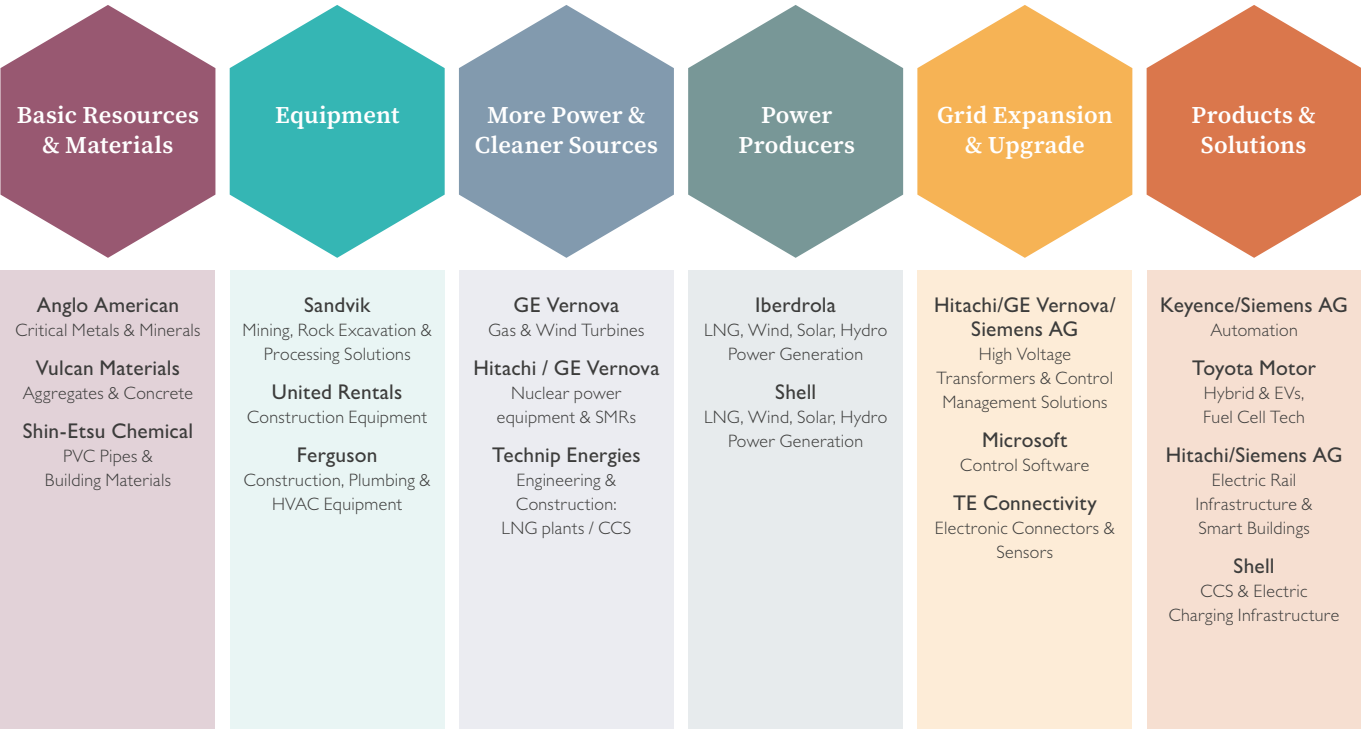 Basic Resources
& Materials
Anglo American
Critical Metals & Minerals
Vulcan Materials
Aggregates & Concrete
Shin-Etsu Chemical
PVC Pipes &
Building Materials
Equipment
Sandvik
Mining, Rock Excavation &
Processing Solutions
United Rentals
Construction Equipment
Ferguson
Construction, Plumbing &
HVAC Equipment
More Power &
Cleaner Sources
GE Vernova
Gas & Wind Turbines
Hitachi / GE Vernova
Nuclear power
equipment & SMRs
Technip Energies
Engineering &
Construction:
LNG plants / CCS
Power
Producers
Iberdrola
LNG, Wind, Solar, Hydro
Power Generation
Shell
LNG, Wind, Solar, Hydro
Power Generation
Grid Expansion
& Upgrade
Hitachi/GE Vernova/
Siemens AG
High Voltage
Transformers & Control
Management Solutions
Microsoft
Control Software
TE Connectivity
Electronic Connectors &
Sensors
Products &
Solutions
Keyence/Siemens AG
Automation
Toyota Motor
Hybrid & EVs,
Fuel Cell Tech
Hitachi/Siemens AG
Electric Rail
Infrastructure &
Smart Buildings
Shell
CCS & Electric
Charging Infrastructure